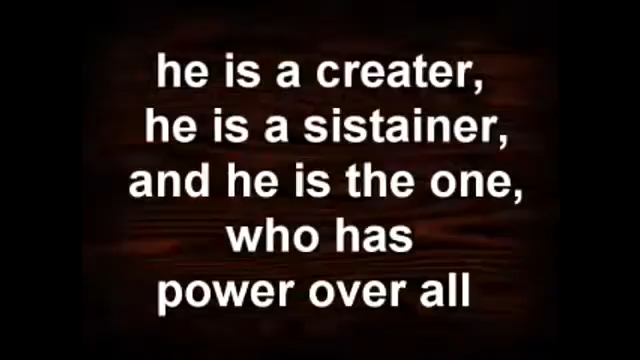 he is a creater,
he is a sistainer,
and he is the one,
who has
power over all